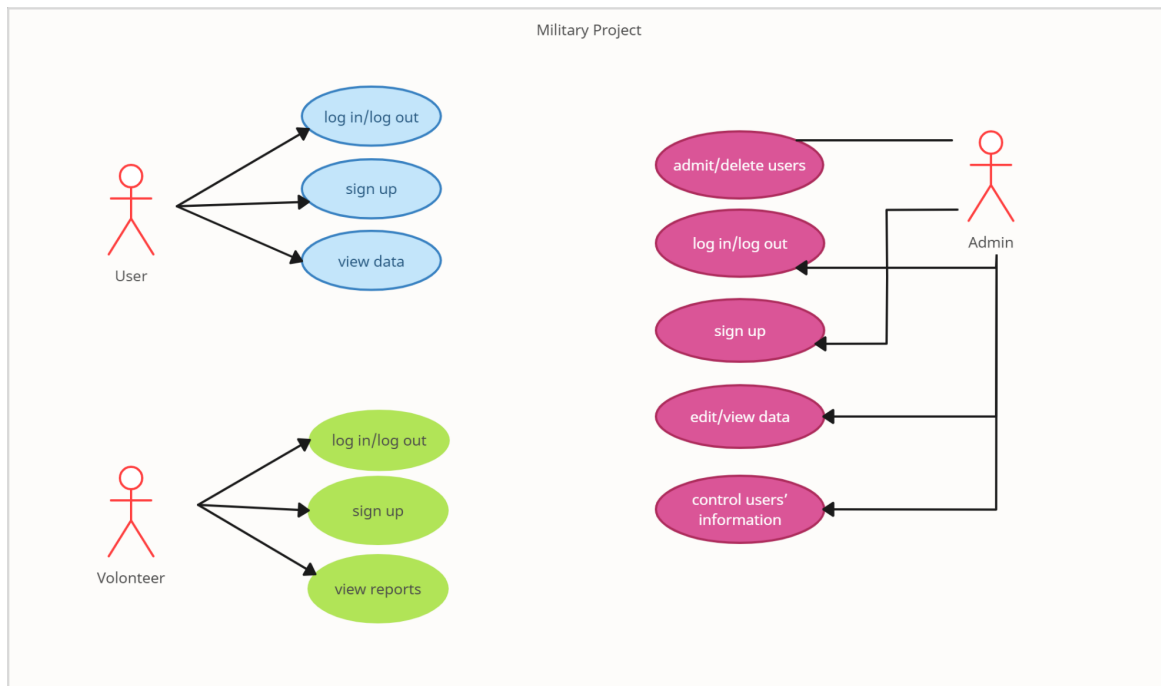 Military Project
log in/log out
sign up
view data
User
log in/log out
sign up
view reports
Volonteer
admit/delete users
log in/log out
sign up
edit/view data
control users’
information
Admin